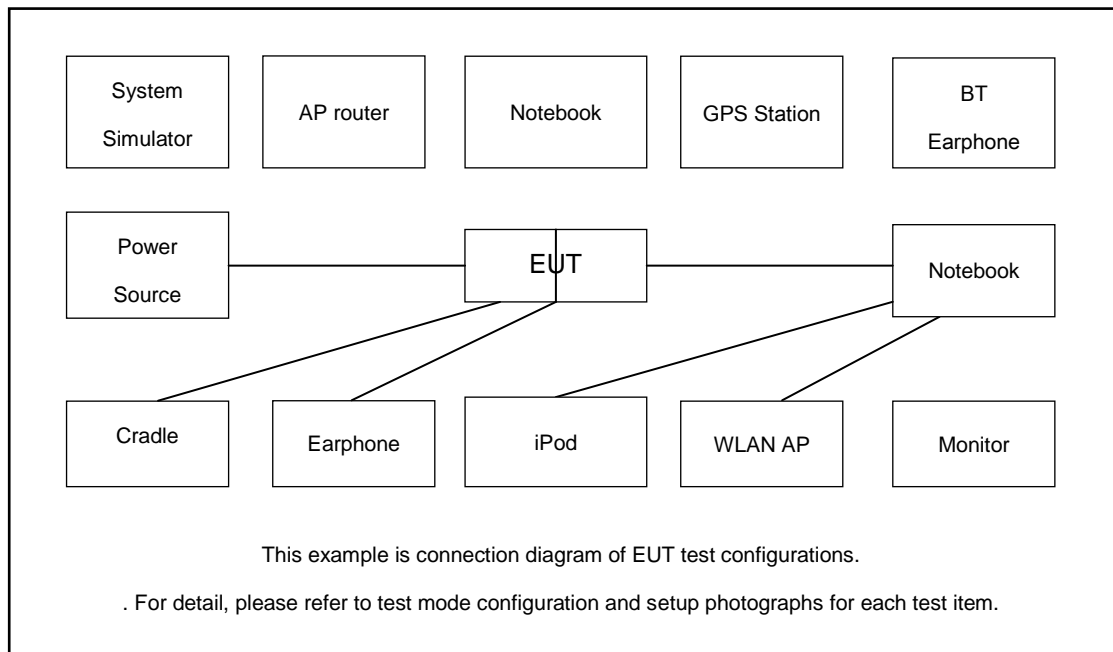 System
Simulator
AP router
Notebook
GPS Station
BT
Earphone
Power
Source
EUT
Notebook
Cradle
Earphone
iPod
WLAN AP
Monitor
This example is connection diagram of EUT test configurations.
. For detail, please refer to test mode configuration and setup photographs for each test item.